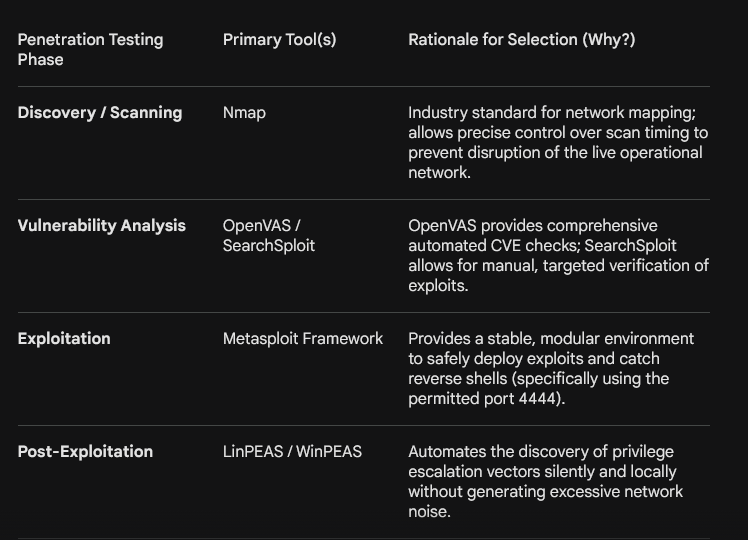 Penetration Testing Phase
Primary Tool(s)
Rationale for Selection (Why?)
Discovery / Scanning
Nmap
Industry standard for network mapping;
allows precise control over scan timing to
prevent disruption of the live operational
network.
Vulnerability Analysis
OpenVAS /
SearchSploit
OpenVAS provides comprehensive
automated CVE checks; SearchSploit
allows for manual, targeted verification of
exploits.
Exploitation
Metasploit Framework
Provides a stable, modular environment
to safely deploy exploits and catch
reverse shells (specifically using the
permitted port 4444).
Post-Exploitation
LinPEAS / WinPEAS
Automates the discovery of privilege
escalation vectors silently and locally
without generating excessive network
noise.